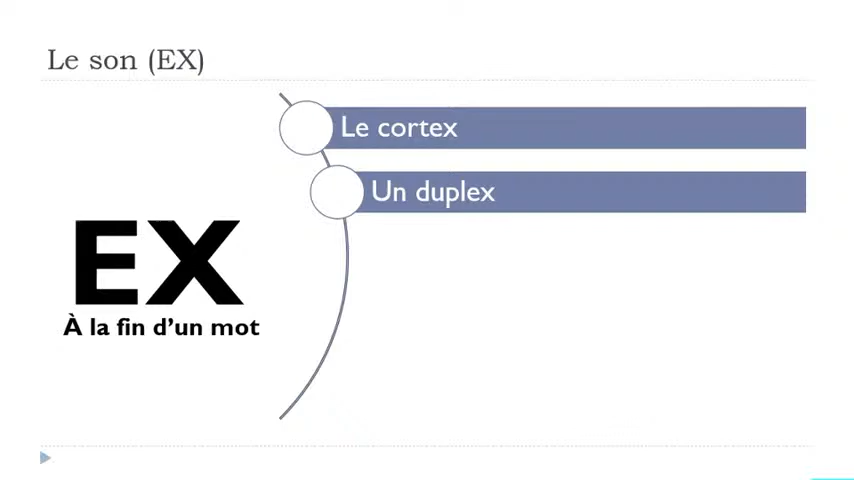 Le son (EX)
Le cortex
Un duplex
EX
À la fin d'un mot